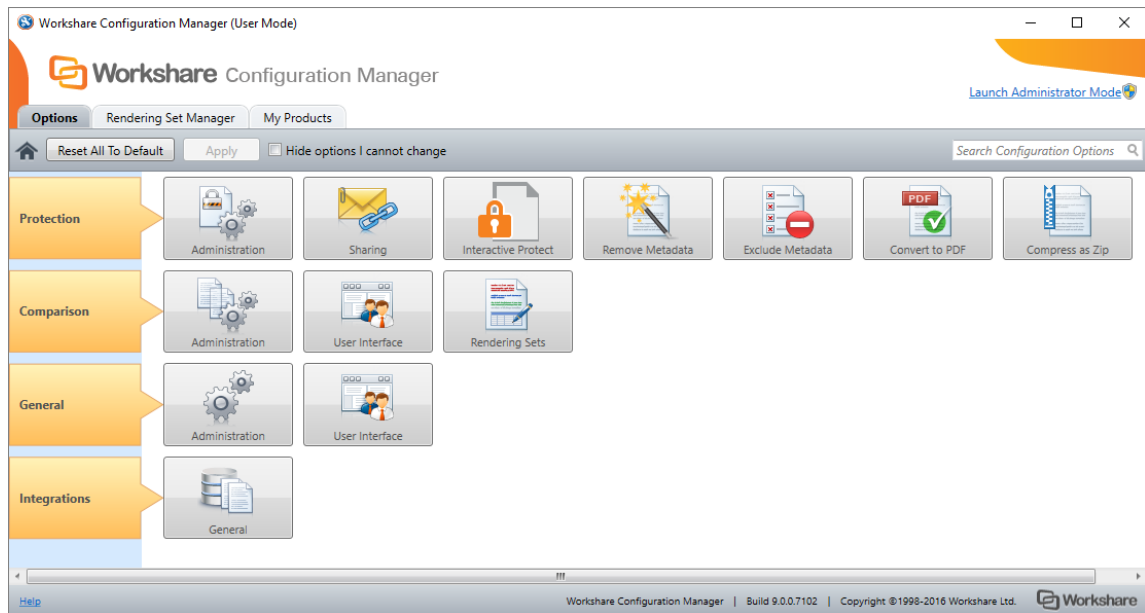 Workshare Configuration Manager (User Mode)
Workshare Configuration Manager
Launch Administrator Mode
Options Rendering Set Manager My Products
Reset All To Default Apply Hide options I cannot change Search Configuration Options
Protection
Administration Sharing Interactive Protect Remove Metadata Exclude Metadata PDF Convert to PDF Compress as Zip
Comparison
Administration User Interface Rendering Sets
General
Administration User Interface
Integrations
General
Help Workshare Configuration Manager | Build 9.0.0.7102 | Copyright ©1998-2016 Workshare Ltd. Workshare